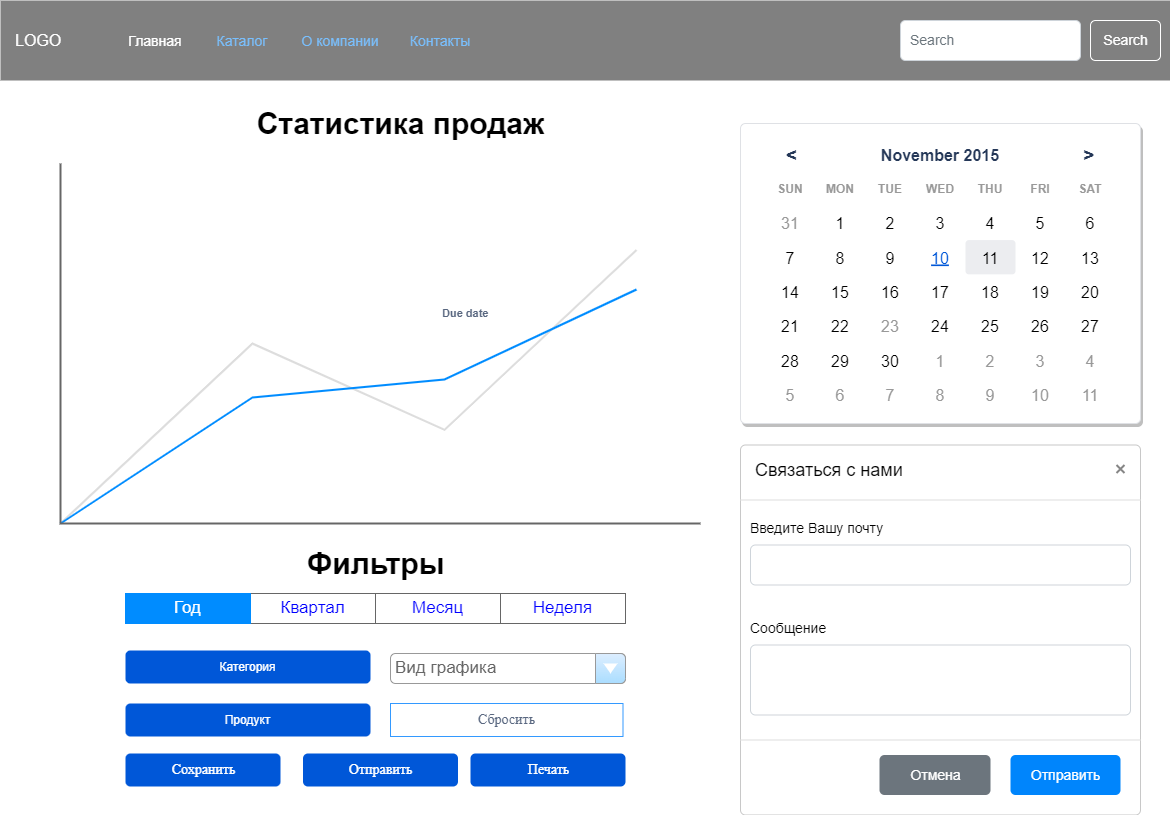 LOGO Главная Каталог О компании Контакты Search Search
Статистика продаж
Due date
Фильтры
Год Квартал Месяц Неделя
Категория Вид графика
Продукт Сбросить
Сохранить Отправить Печать
< November 2015 >
SUN MON TUE WED THU FRI SAT
31 1 2 3 4 5 6
7 8 9 10 11 12 13
14 15 16 17 18 19 20
21 22 23 24 25 26 27
28 29 30 1 2 3 4
5 6 7 8 9 10 11
Связаться с нами ×
Введите Вашу почту
Сообщение
Отмена Отправить